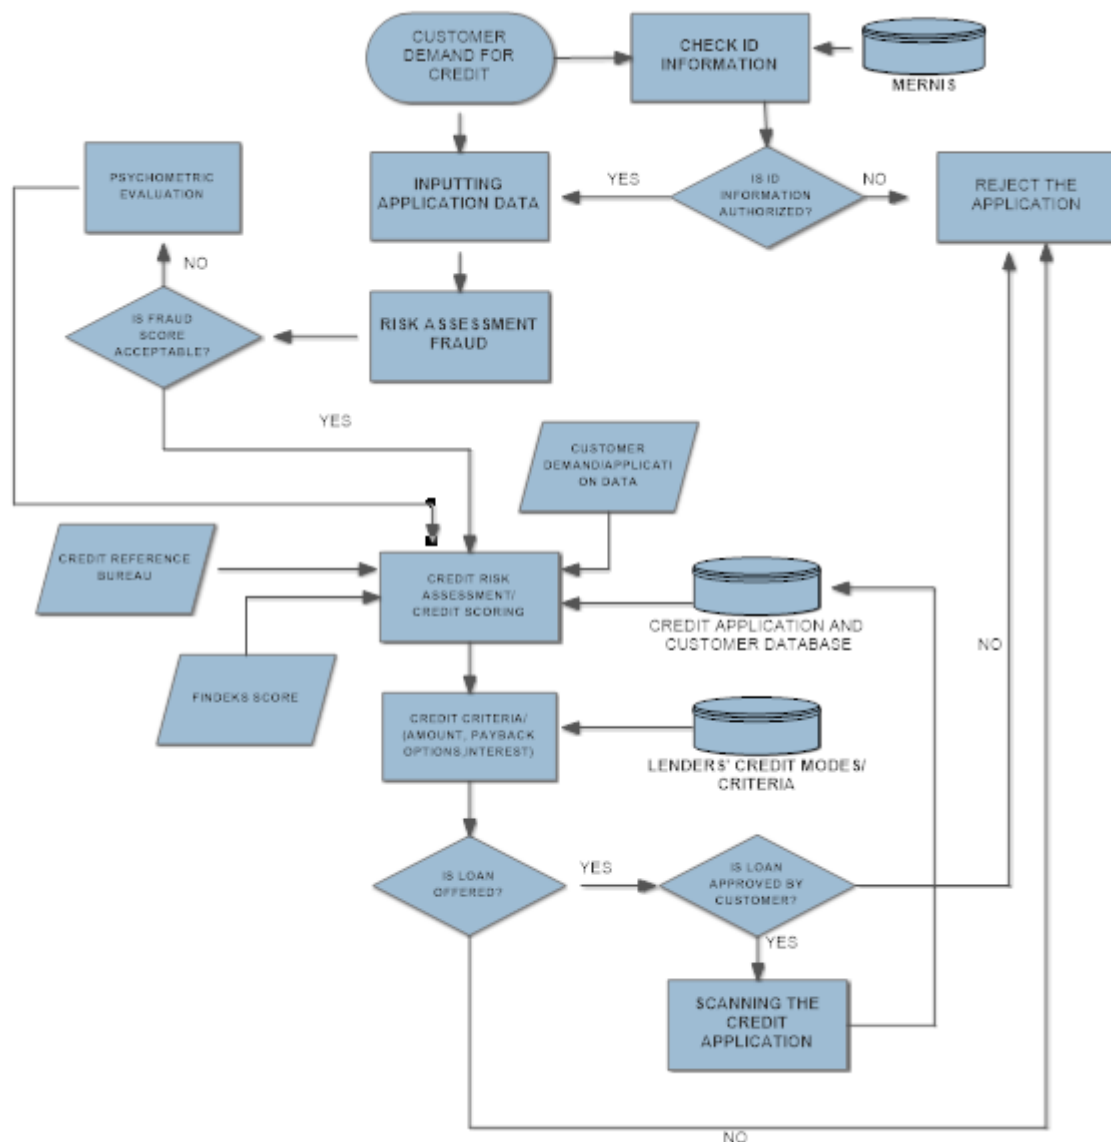 CUSTOMER
DEMAND FOR
CREDIT
CHECK ID
INFORMATION
MERNIS
PSYCHOMETRIC
EVALUATION
INPUTTING
APPLICATION DATA
YES
IS ID
INFORMATION
AUTHORIZED?
NO
REJECT THE
APPLICATION
NO
IS FRAUD
SCORE
ACCEPTABLE?
RISK ASSESSMENT
FRAUD
YES
CUSTOMER
DEMAND/APPLICATI
ON DATA
CREDIT REFERENCE
BUREAU
CREDIT RISK
ASSESSMENT/
CREDIT SCORING
CREDIT APPLICATION AND
CUSTOMER DATABASE
NO
FINDEKS SCORE
CREDIT CRITERIA/
(AMOUNT, PAYBACK
OPTIONS,INTEREST)
LENDERS' CREDIT MODES/
CRITERIA
IS LOAN
OFFERED?
YES
IS LOAN
APPROVED BY
CUSTOMER?
YES
SCANNING THE
CREDIT
APPLICATION
NO